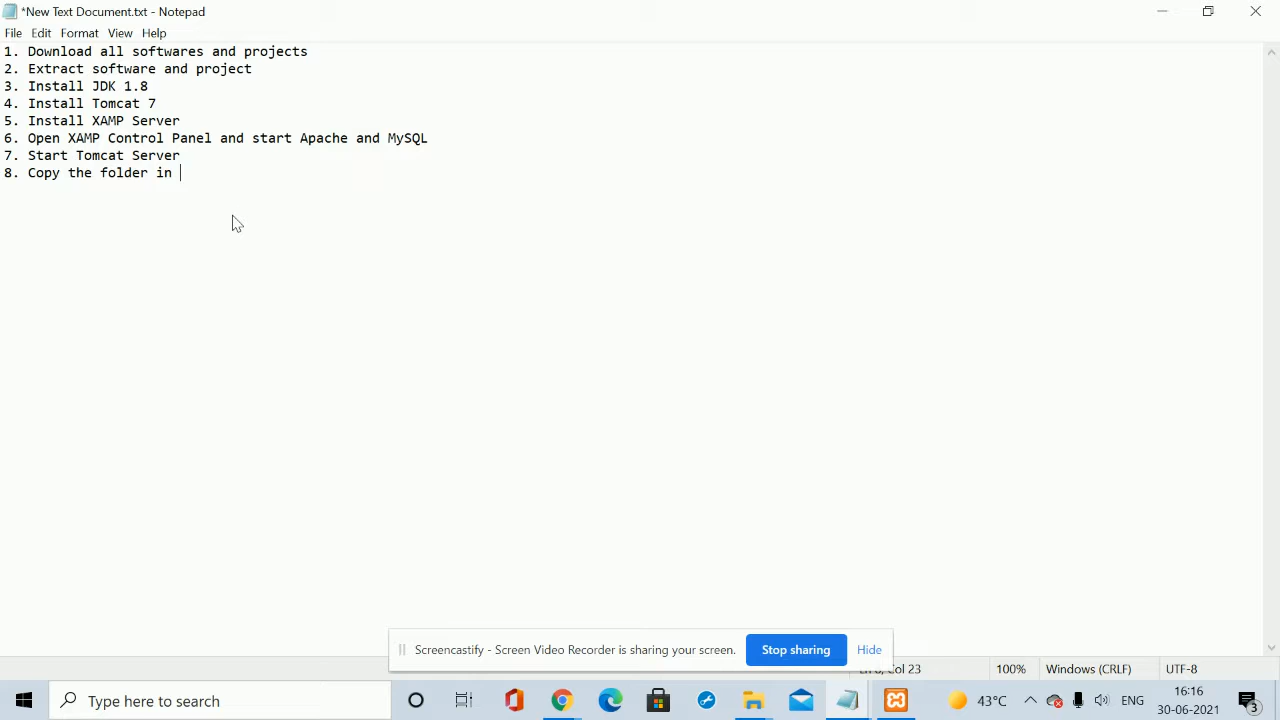 *New Text Document.txt - Notepad
File Edit Format View Help
1. Download all softwares and projects
2. Extract software and project
3. Install JDK 1.8
4. Install Tomcat 7
5. Install XAMP Server
6. Open XAMP Control Panel and start Apache and MySQL
7. Start Tomcat Server
8. Copy the folder in
Screencastify - Screen Video Recorder is sharing your screen. Stop sharing Hide
Col 23 100% Windows (CRLF) UTF-8
Type here to search 43°C ENG 16:16
30-06-2021 3